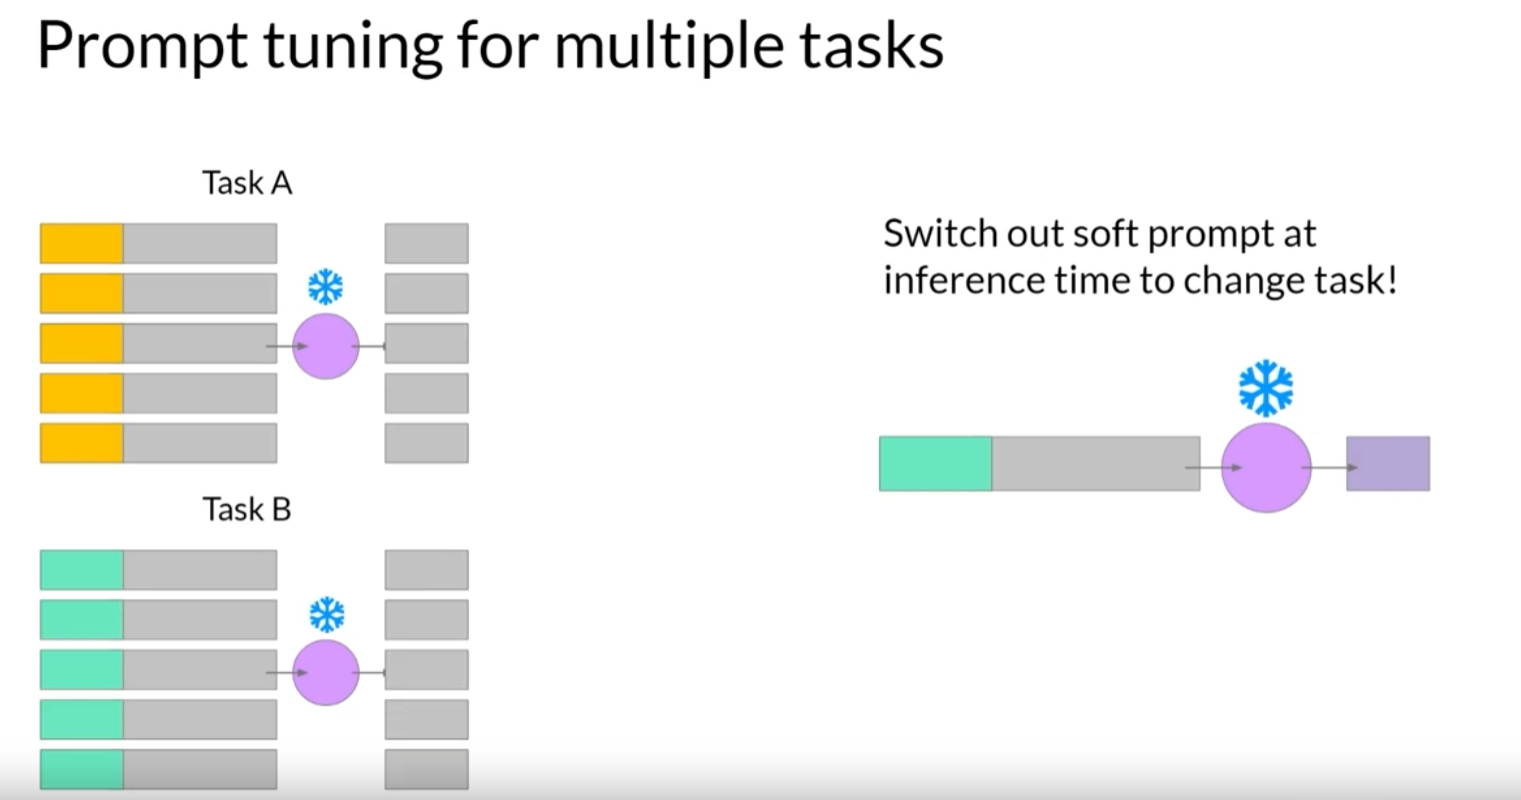 Prompt tuning for multiple tasks
Task A
Switch out soft prompt at
inference time to change task!
Task B